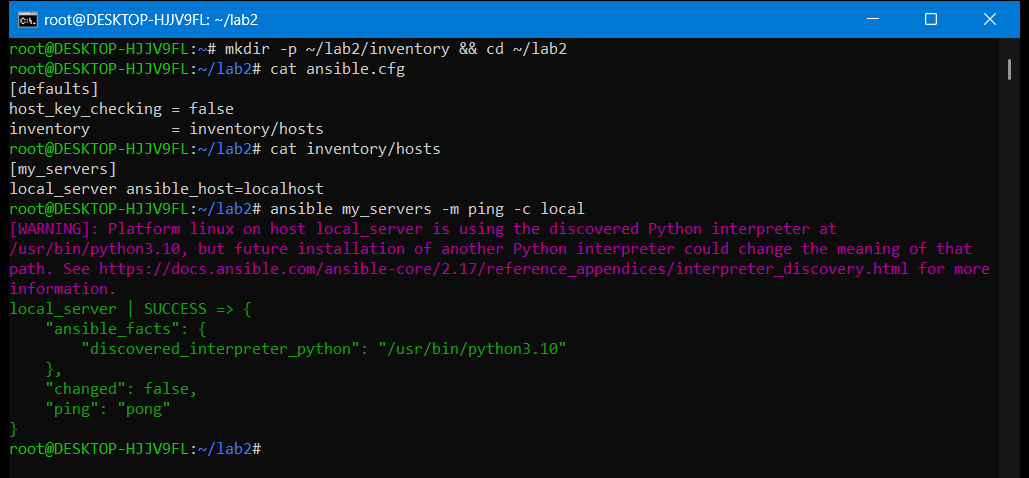 root@DESKTOP-HJJV9FL: ~/lab2
root@DESKTOP-HJJV9FL:~# mkdir -p ~/lab2/inventory && cd ~/lab2
root@DESKTOP-HJJV9FL:~/lab2# cat ansible.cfg
[defaults]
host_key_checking = false
inventory         = inventory/hosts
root@DESKTOP-HJJV9FL:~/lab2# cat inventory/hosts
[my_servers]
local_server ansible_host=localhost
root@DESKTOP-HJJV9FL:~/lab2# ansible my_servers -m ping -c local
[WARNING]: Platform linux on host local_server is using the discovered Python interpreter at
/usr/bin/python3.10, but future installation of another Python interpreter could change the meaning of that
path. See https://docs.ansible.com/ansible-core/2.17/reference_appendices/interpreter_discovery.html for more
information.
local_server | SUCCESS => {
    "ansible_facts": {
        "discovered_interpreter_python": "/usr/bin/python3.10"
    },
    "changed": false,
    "ping": "pong"
}
root@DESKTOP-HJJV9FL:~/lab2#